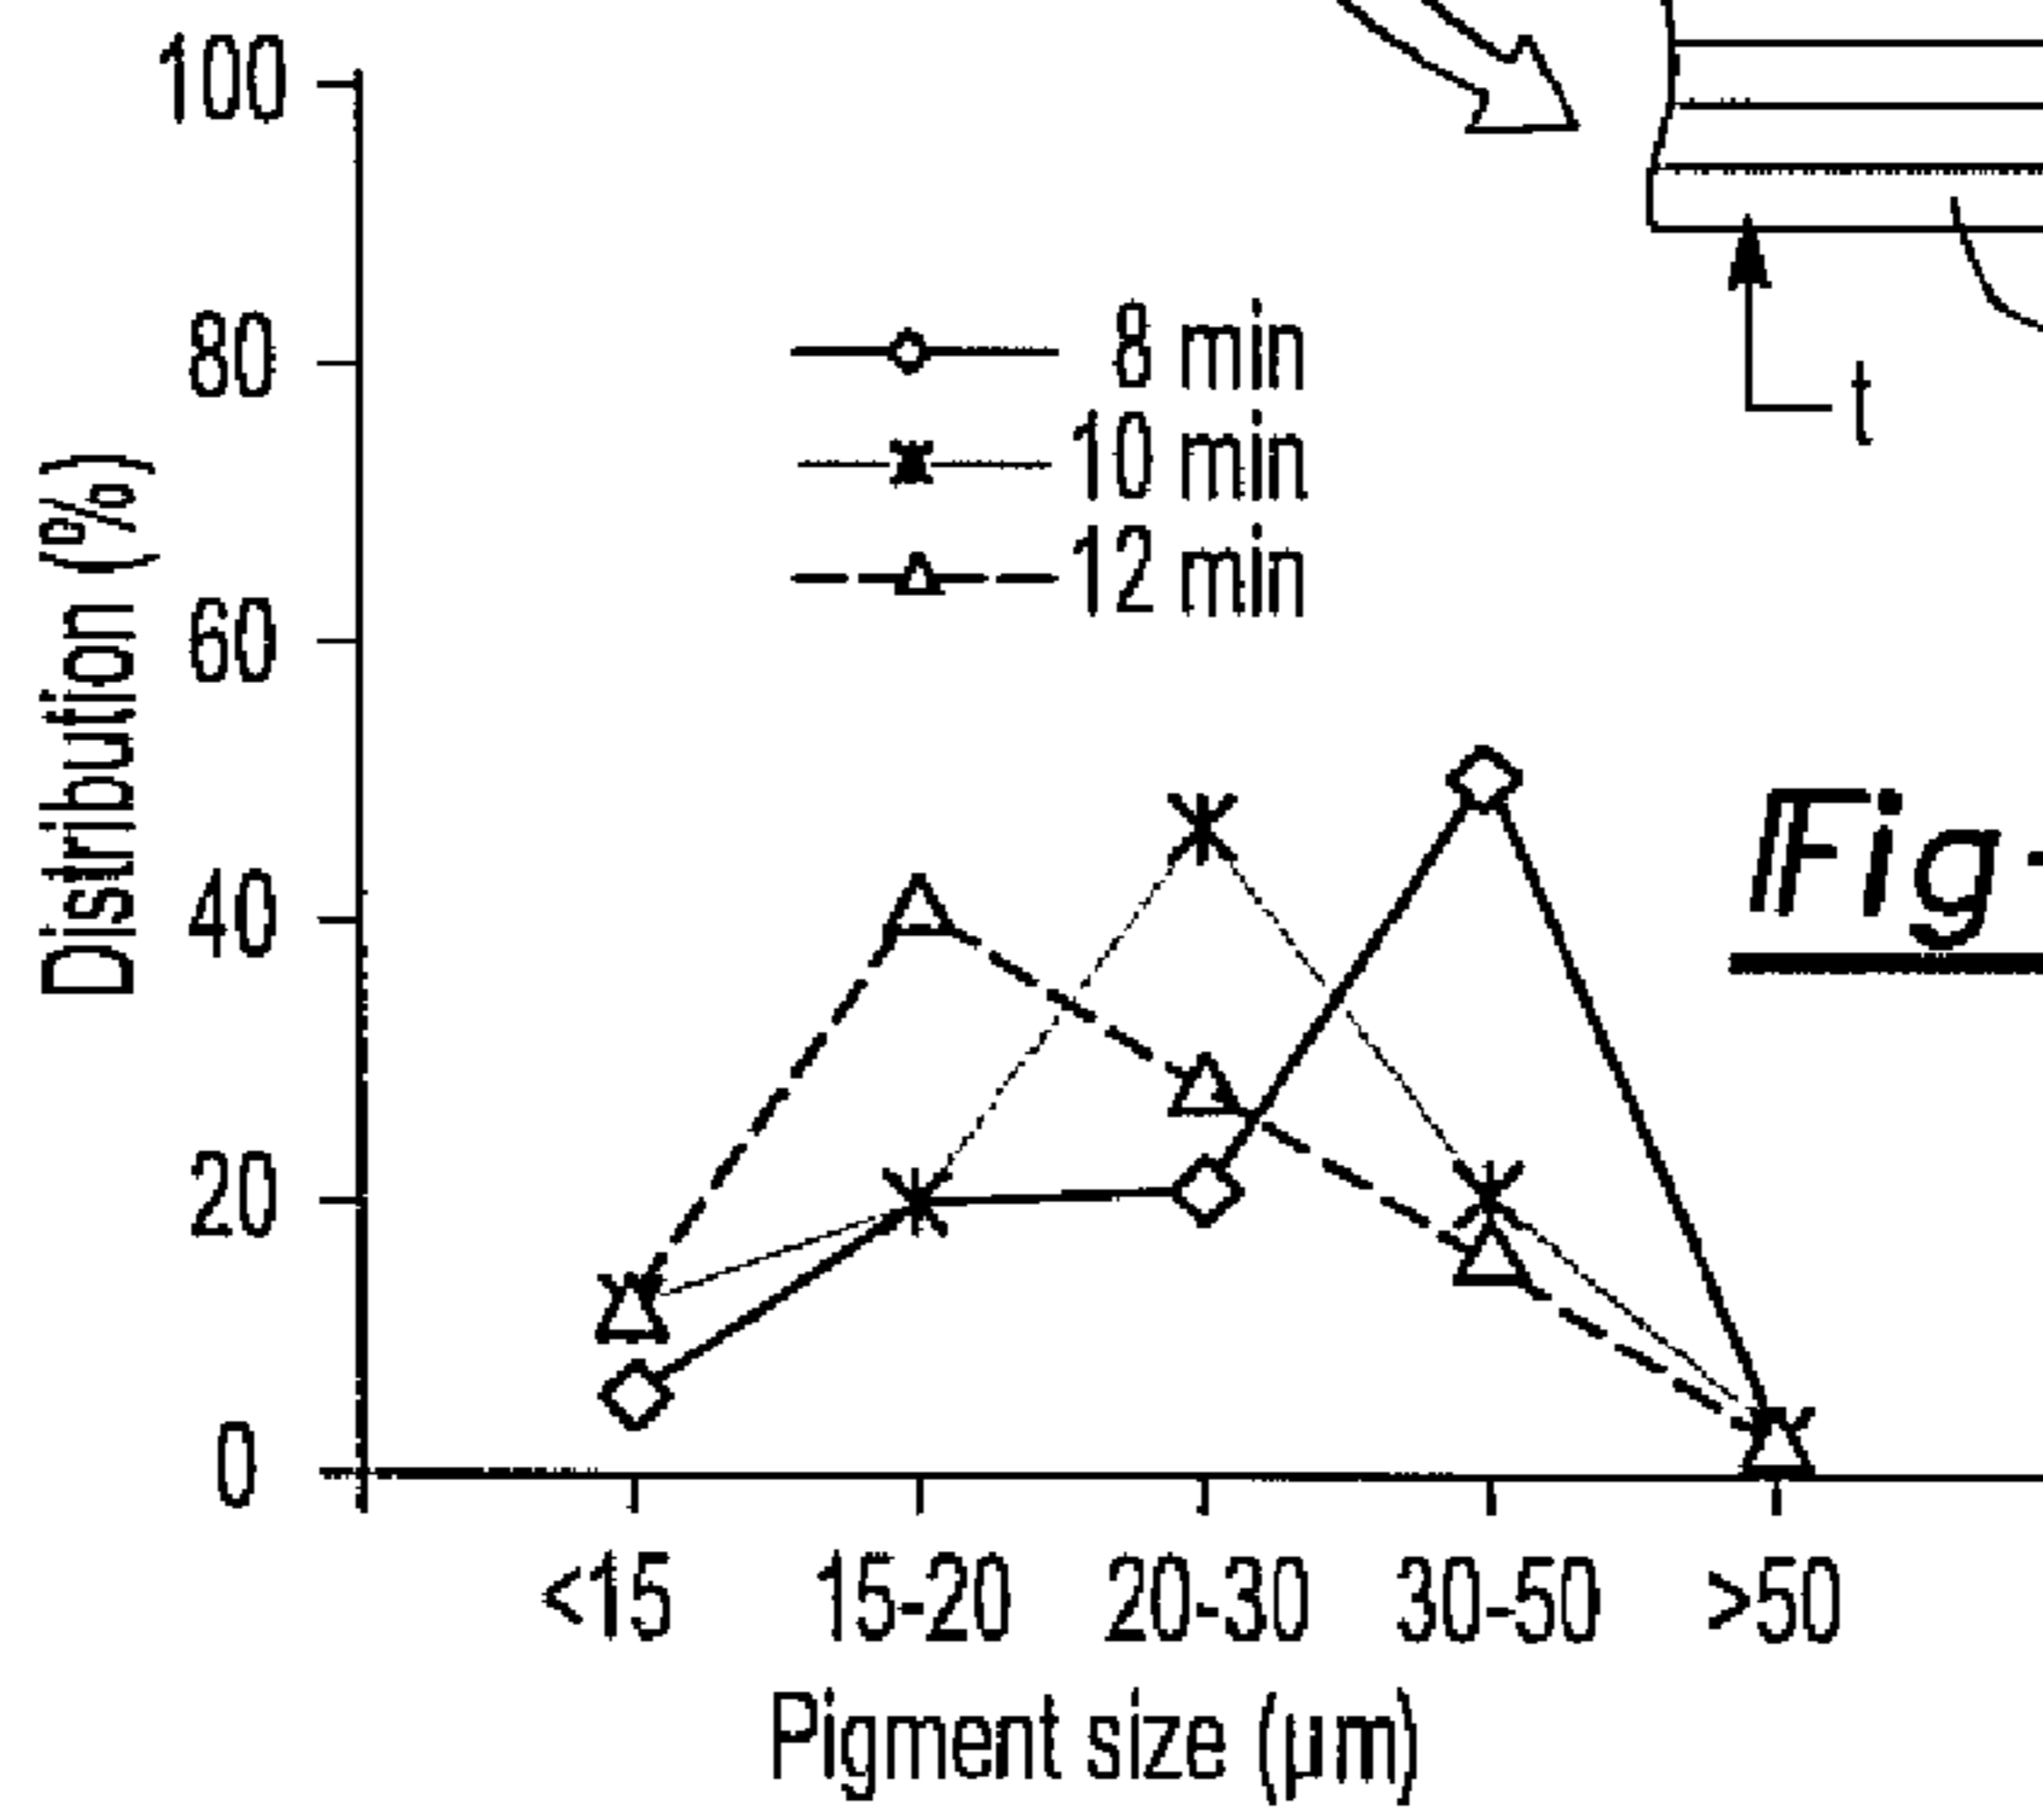 100
80
60
40
20
0
Distribution (%)
8 min
10 min
12 min
t
Fig-
<15 15-20 20-30 30-50 >50
Pigment size (µm)